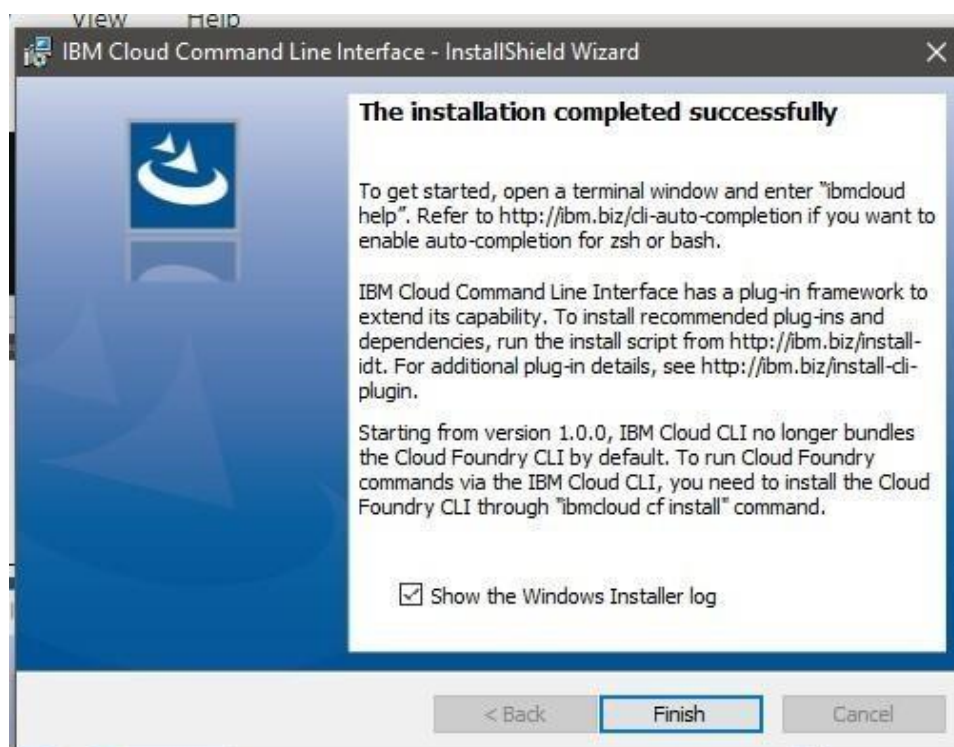 View Help
IBM Cloud Command Line Interface - InstallShield Wizard
The installation completed successfully
To get started, open a terminal window and enter "ibmcloud
help". Refer to http://ibm.biz/cli-auto-completion if you want to
enable auto-completion for zsh or bash.
IBM Cloud Command Line Interface has a plug-in framework to
extend its capability. To install recommended plug-ins and
dependencies, run the install script from http://ibm.biz/install-
idt. For additional plug-in details, see http://ibm.biz/install-cli-
plugin.
Starting from version 1.0.0, IBM Cloud CLI no longer bundles
the Cloud Foundry CLI by default. To run Cloud Foundry
commands via the IBM Cloud CLI, you need to install the Cloud
Foundry CLI through "ibmcloud cf install" command.
Show the Windows Installer log
< Back Finish Cancel